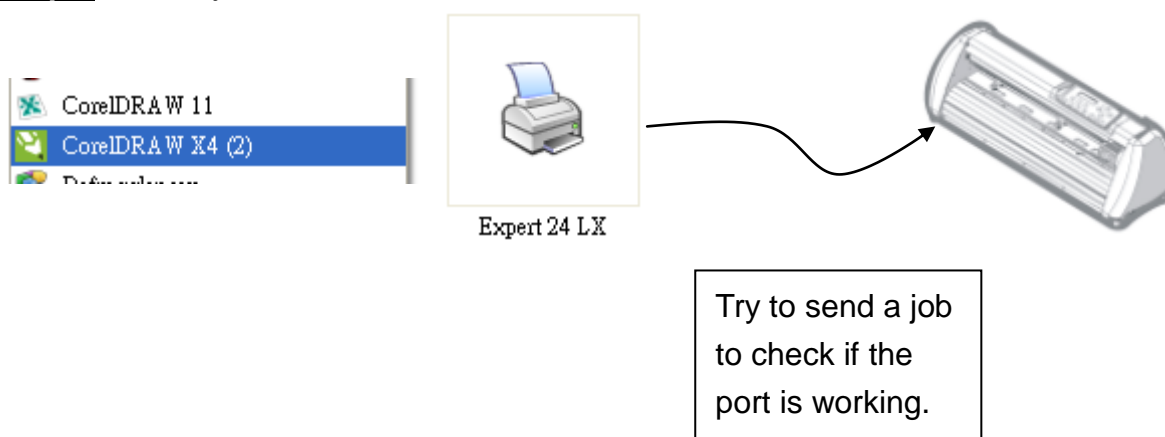 CorelDRAW 11
CorelDRAW X4 (2)
Expert 24 LX
Try to send a job
to check if the
port is working.